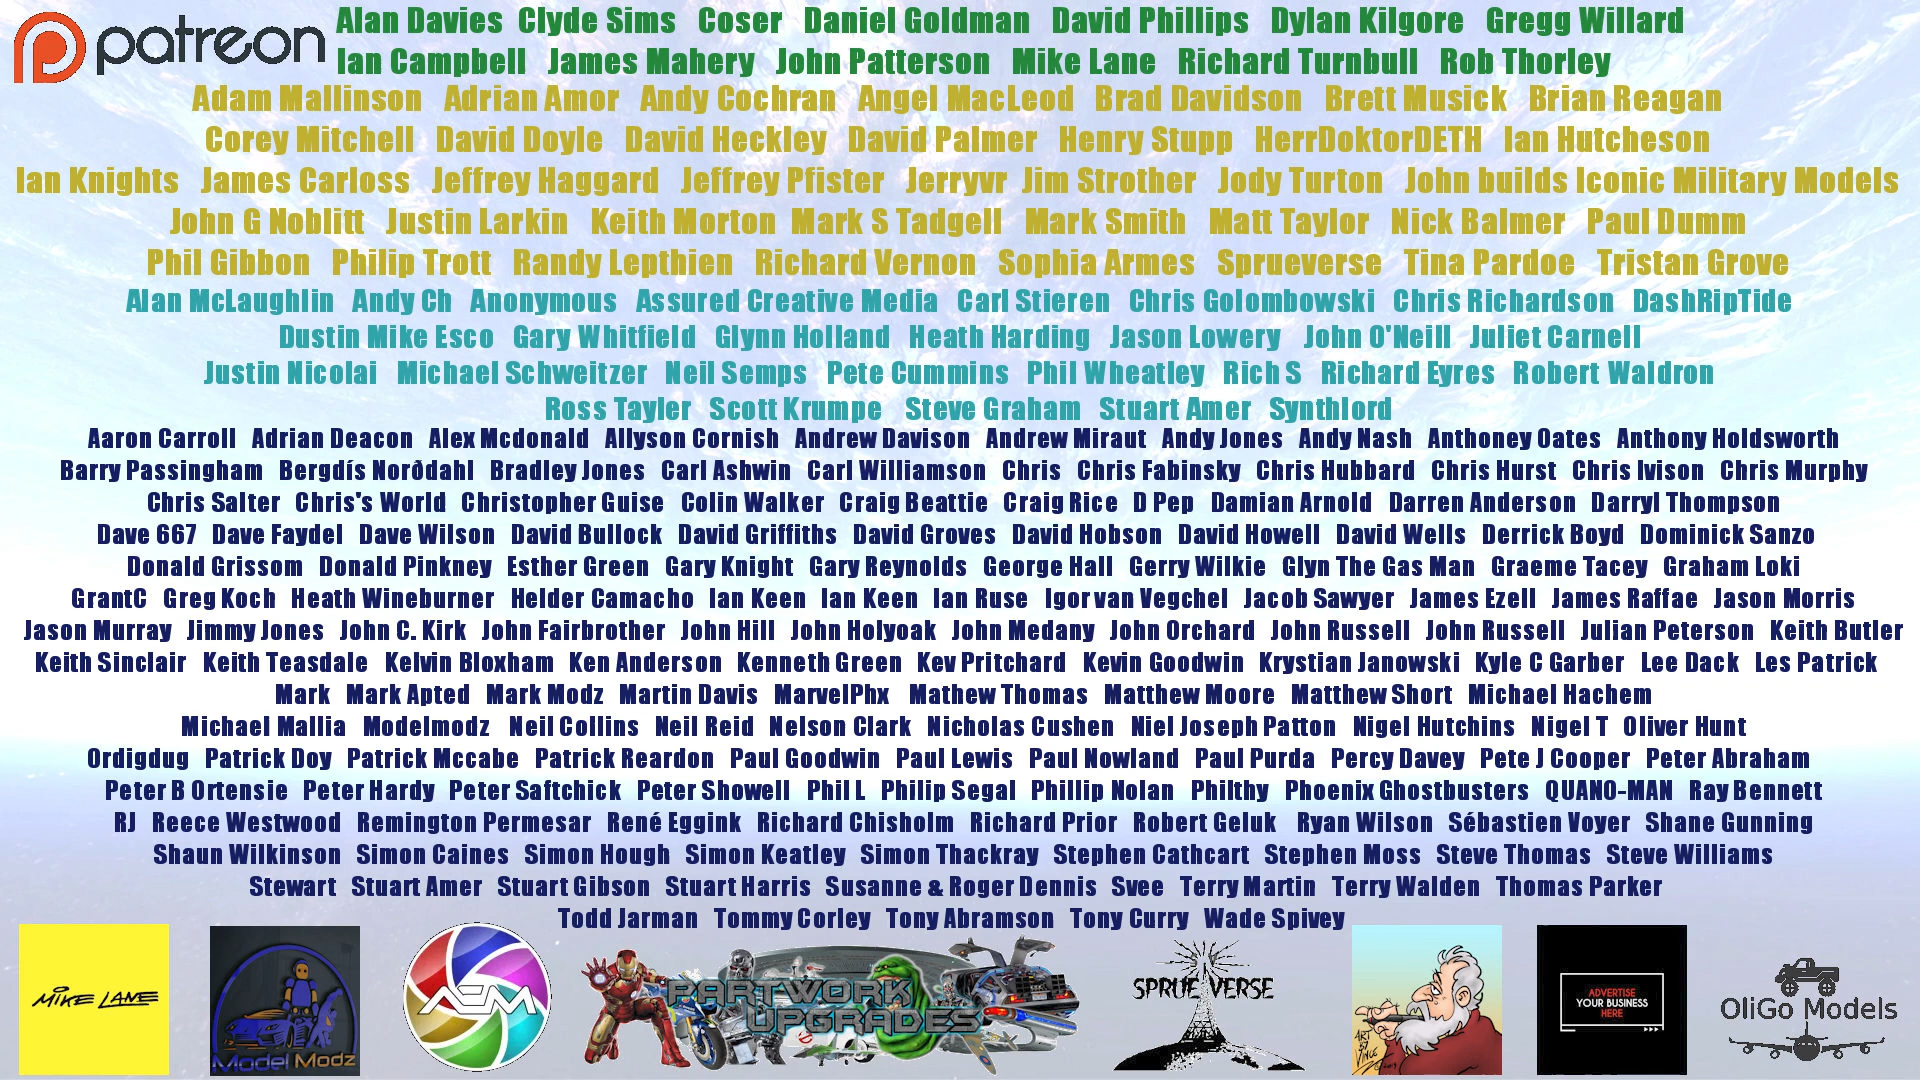 patreon
Alan Davies Clyde Sims Coser Daniel Goldman David Phillips Dylan Kilgore Gregg Willard
Ian Campbell James Mahery John Patterson Mike Lane Richard Turnbull Rob Thorley
Adam Mallinson Adrian Amor Andy Cochran Angel MacLeod Brad Davidson Brett Musick Brian Reagan
Corey Mitchell David Doyle David Heckley David Palmer Henry Stupp HerrDoktorDETH Ian Hutcheson
Ian Knights James Carloss Jeffrey Haggard Jeffrey Pfister Jerryvr Jim Strother Jody Turton John builds Iconic Military Models
John G Noblitt Justin Larkin Keith Morton Mark S Tadgell Mark Smith Matt Taylor Nick Balmer Paul Dumm
Phil Gibbon Philip Trott Randy Lepthien Richard Vernon Sophia Armes Sprueverse Tina Pardoe Tristan Grove
Alan McLaughlin Andy Ch Anonymous Assured Creative Media Carl Stieren Chris Golombowski Chris Richardson DashRipTide
Dustin Mike Esco Gary Whitfield Glynn Holland Heath Harding Jason Lowery John O'Neill Juliet Carnell
Justin Nicolai Michael Schweitzer Neil Semps Pete Cummins Phil Wheatley Rich S Richard Eyres Robert Waldron
Ross Tayler Scott Krumpe Steve Graham Stuart Amer Synthlord
Aaron Carroll Adrian Deacon Alex Mcdonald Allyson Cornish Andrew Davison Andrew Miraut Andy Jones Andy Nash Anthoney Oates Anthony Holdsworth
Barry Passingham Bergdís Norðdahl Bradley Jones Carl Ashwin Carl Williamson Chris Chris Fabinsky Chris Hubbard Chris Hurst Chris Ivison Chris Murphy
Chris Salter Chris's World Christopher Guise Colin Walker Craig Beattie Craig Rice D Pep Damian Arnold Darren Anderson Darryl Thompson
Dave 667 Dave Faydel Dave Wilson David Bullock David Griffiths David Groves David Hobson David Howell David Wells Derrick Boyd Dominick Sanzo
Donald Grissom Donald Pinkney Esther Green Gary Knight Gary Reynolds George Hall Gerry Wilkie Glyn The Gas Man Graeme Tacey Graham Loki
GrantC Greg Koch Heath Wineburner Helder Camacho Ian Keen Ian Keen Ian Ruse Igor van Vegchel Jacob Sawyer James Ezell James Raffae Jason Morris
Jason Murray Jimmy Jones John C. Kirk John Fairbrother John Hill John Holyoak John Medany John Orchard John Russell John Russell Julian Peterson Keith Butler
Keith Sinclair Keith Teasdale Kelvin Bloxham Ken Anderson Kenneth Green Kev Pritchard Kevin Goodwin Krystian Janowski Kyle C Garber Lee Dack Les Patrick
Mark Mark Apted Mark Modz Martin Davis MarvelPhx Mathew Thomas Matthew Moore Matthew Short Michael Hachem
Michael Mallia Modelmodz Neil Collins Neil Reid Nelson Clark Nicholas Cushen Niel Joseph Patton Nigel Hutchins Nigel T Oliver Hunt
Ordigdug Patrick Doy Patrick Mccabe Patrick Reardon Paul Goodwin Paul Lewis Paul Nowland Paul Purda Percy Davey Pete J Cooper Peter Abraham
Peter B Ortensie Peter Hardy Peter Saftchick Peter Showell Phil L Philip Segal Phillip Nolan Philthy Phoenix Ghostbusters QUANO-MAN Ray Bennett
RJ Reece Westwood Remington Permesar René Eggink Richard Chisholm Richard Prior Robert Geluk Ryan Wilson Sébastien Voyer Shane Gunning
Shaun Wilkinson Simon Caines Simon Hough Simon Keatley Simon Thackray Stephen Cathcart Stephen Moss Steve Thomas Steve Williams
Stewart Stuart Amer Stuart Gibson Stuart Harris Susanne & Roger Dennis Svee Terry Martin Terry Walden Thomas Parker
Todd Jarman Tommy Corley Tony Abramson Tony Curry Wade Spivey
MIKE LANE
Model Modz
ACM
PARTWORK
UPGRADES
SPRUE VERSE
ART
BY
VINCE
ADVERTISE
YOUR BUSINESS
HERE
OliGo Models